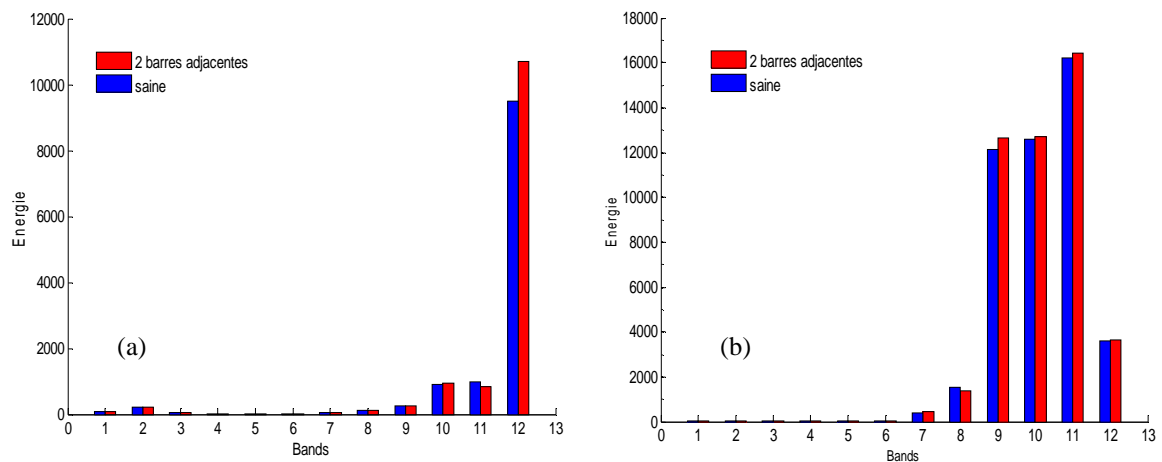 12000
10000
8000
6000
4000
2000
0
Energie
2 barres adjacentes
saine
(a)
0 1 2 3 4 5 6 7 8 9 10 11 12 13
Bands
18000
16000
14000
12000
10000
8000
6000
4000
2000
0
Energie
2 barres adjacentes
saine
(b)
0 1 2 3 4 5 6 7 8 9 10 11 12 13
Bands